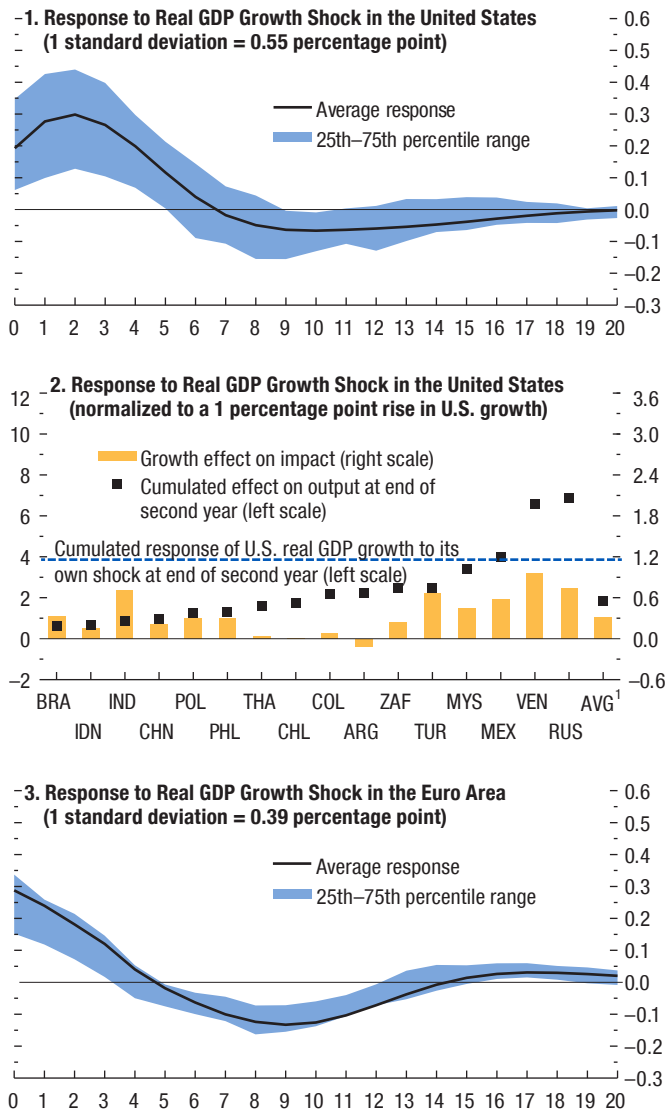 1. Response to Real GDP Growth Shock in the United States
(1 standard deviation = 0.55 percentage point)
0.6
0.5
0.4
0.3
0.2
0.1
0.0
–0.1
–0.2
–0.3
Average response
25th–75th percentile range
0 1 2 3 4 5 6 7 8 9 10 11 12 13 14 15 16 17 18 19 20
2. Response to Real GDP Growth Shock in the United States
(normalized to a 1 percentage point rise in U.S. growth)
12
10
8
6
4
2
0
–2
3.6
3.0
2.4
1.8
1.2
0.6
0.0
–0.6
Growth effect on impact (right scale)
Cumulated effect on output at end of
second year (left scale)
Cumulated response of U.S. real GDP growth to its
own shock at end of second year (left scale)
BRA IND POL THA COL ZAF MYS VEN AVG¹
IDN CHN PHL CHL ARG TUR MEX RUS
3. Response to Real GDP Growth Shock in the Euro Area
(1 standard deviation = 0.39 percentage point)
0.6
0.5
0.4
0.3
0.2
0.1
0.0
–0.1
–0.2
–0.3
Average response
25th–75th percentile range
0 1 2 3 4 5 6 7 8 9 10 11 12 13 14 15 16 17 18 19 20